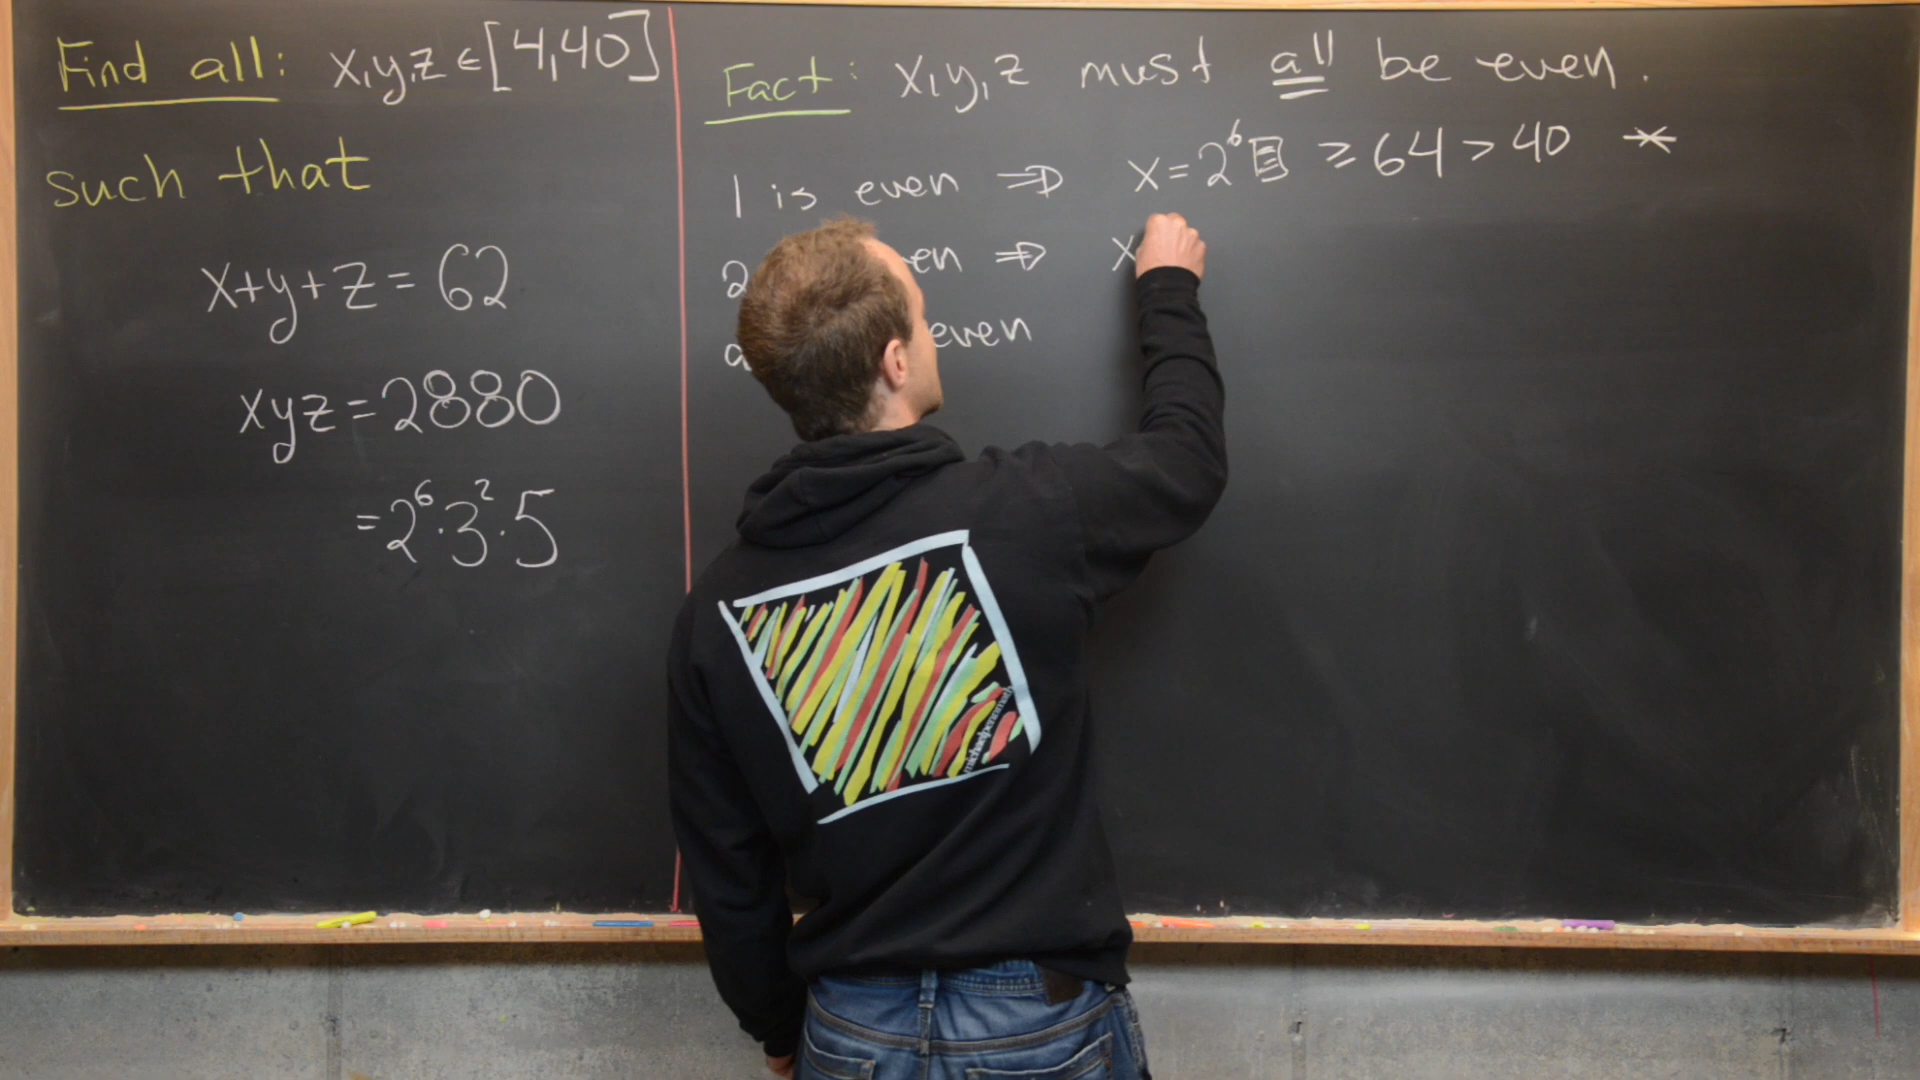 Find all: x,y,z ∈ [4,40]
such that
x+y+z = 62
xyz = 2880
= 2⁶·3²·5
Fact: x,y,z must all be even.
1 is even ⇒ x = 2⁶ ≥ 64 > 40 ※
2 ⇒ x
even
michaelpennmath